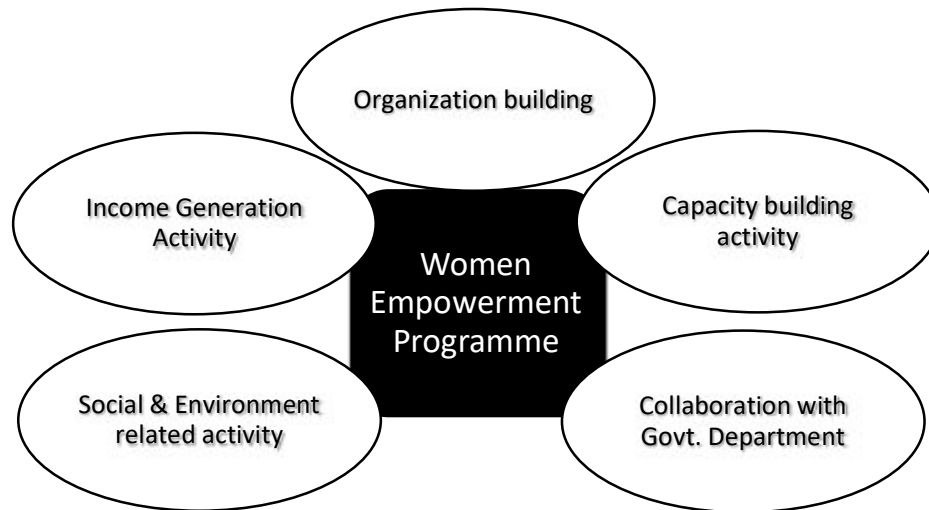 Organization building
Income Generation
Activity
Capacity building
activity
Women
Empowerment
Programme
Social & Environment
related activity
Collaboration with
Govt. Department